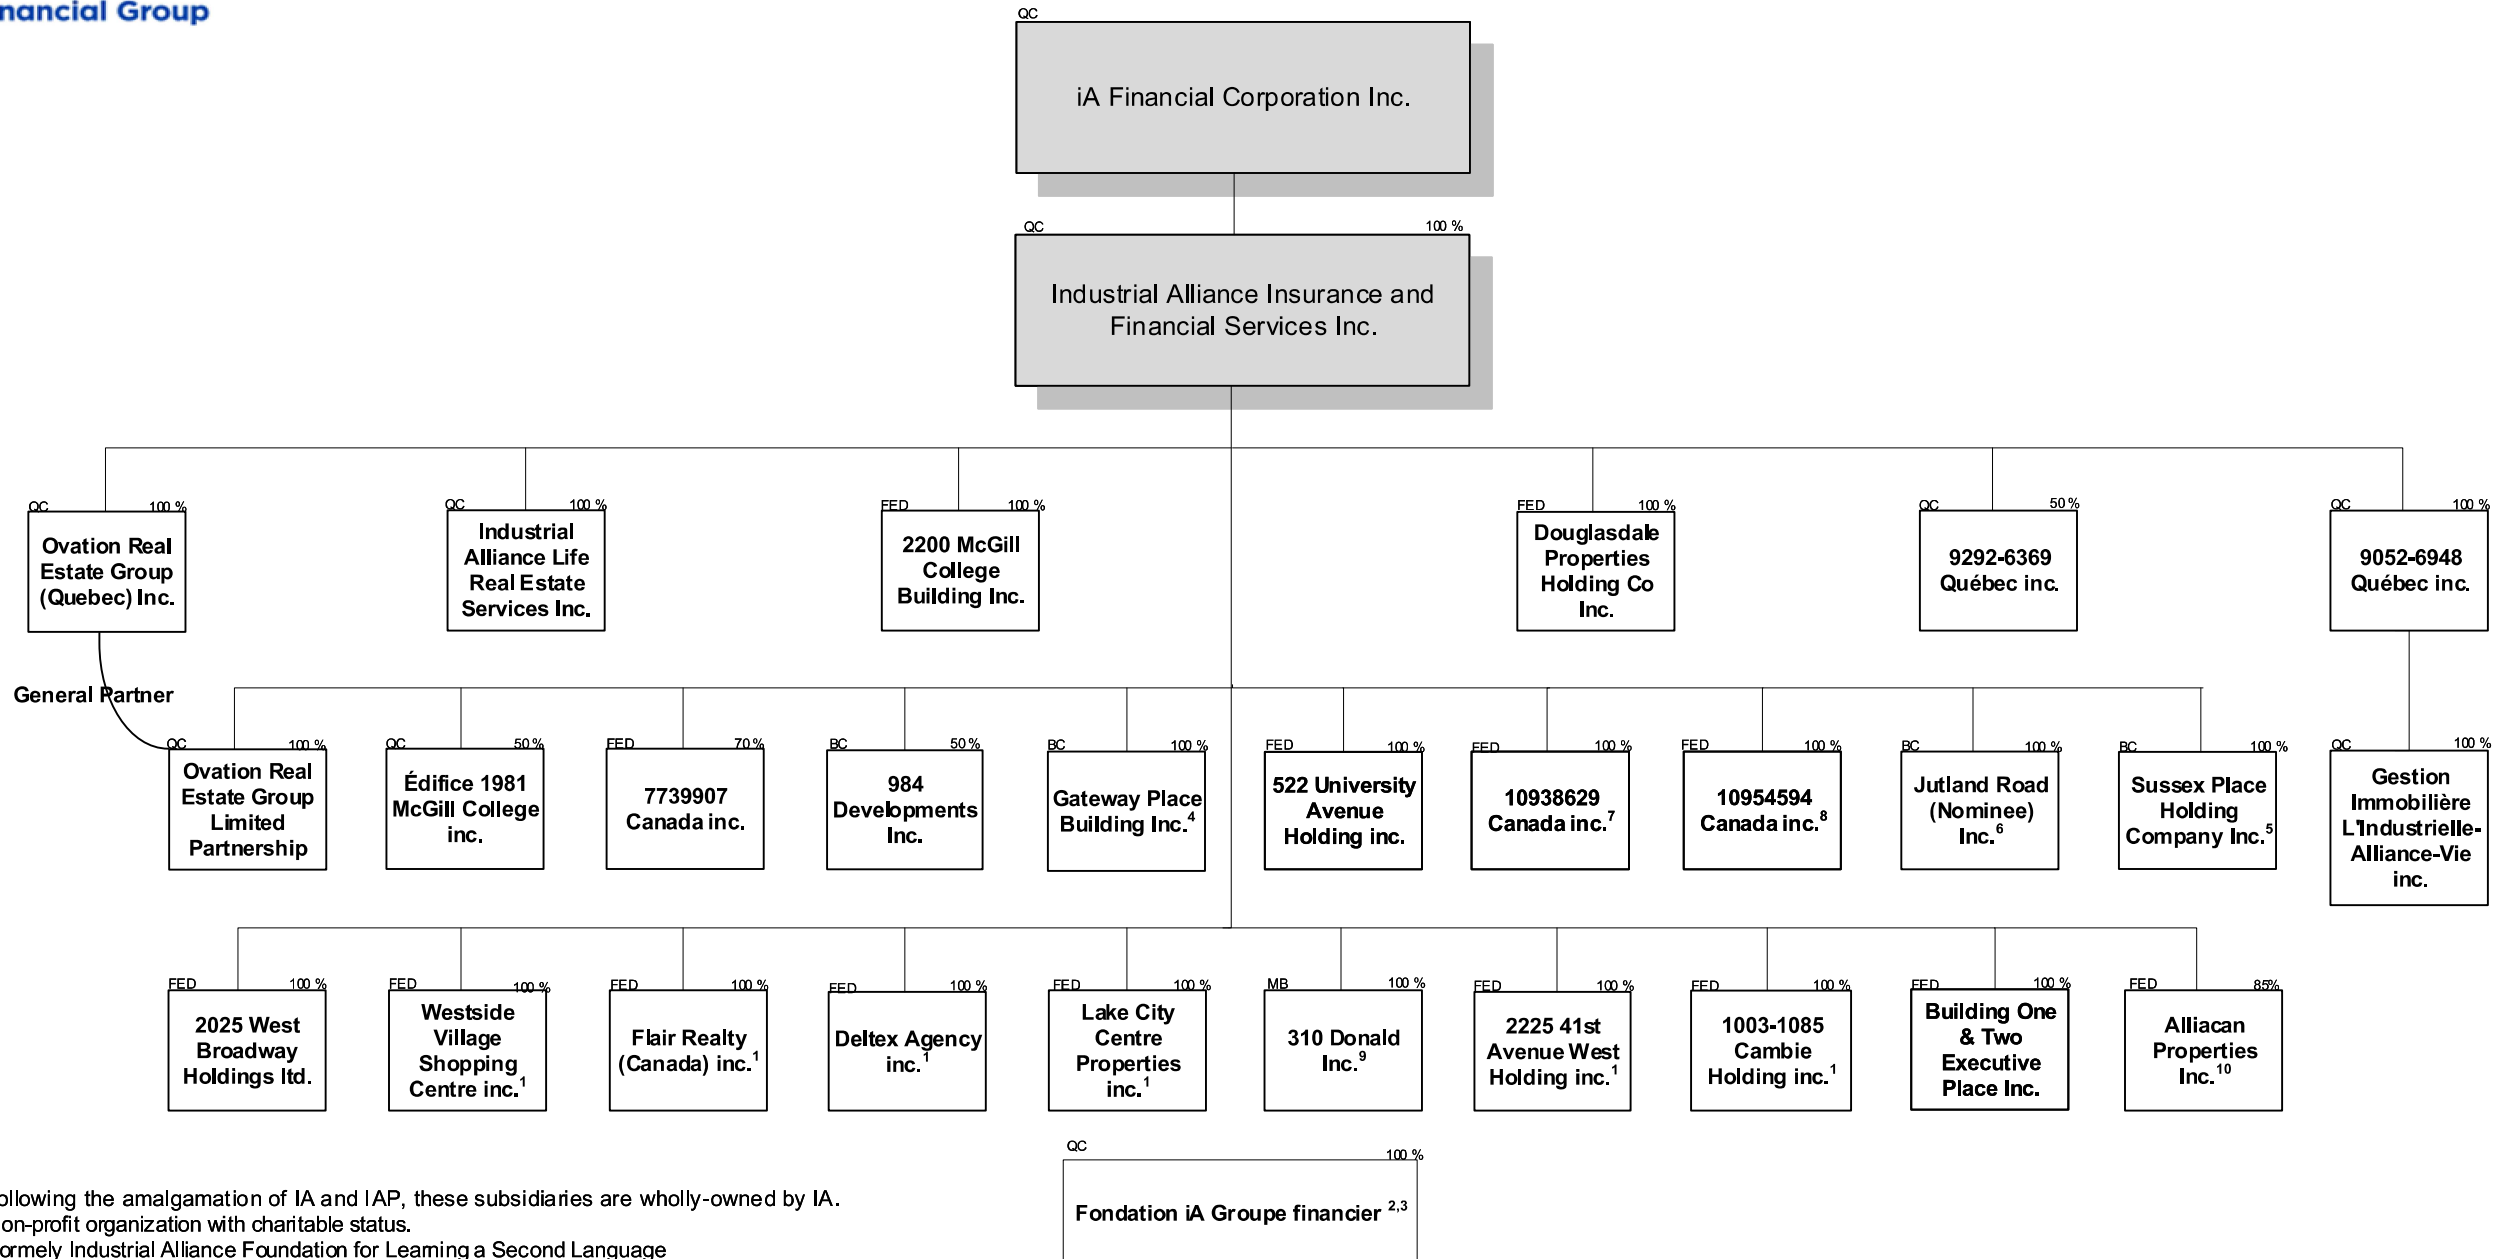 nancial Group
QC
iA Financial Corporation Inc.
QC 100 %
Industrial Alliance Insurance and
Financial Services Inc.
QC 100 %
Ovation Real
Estate Group
(Quebec) Inc.
QC 100 %
Industrial
Alliance Life
Real Estate
Services Inc.
FED 100 %
2200 McGill
College
Building Inc.
FED 100 %
Douglasdale
Properties
Holding Co
Inc.
QC 50 %
9292-6369
Québec inc.
QC 100 %
9052-6948
Québec inc.
General Partner
QC 100 %
Ovation Real
Estate Group
Limited
Partnership
QC 50 %
Édifice 1981
McGill College
inc.
FED 70 %
7739907
Canada inc.
BC 50 %
984
Developments
Inc.
BC 100 %
Gateway Place
Building Inc.4
FED 100 %
522 University
Avenue
Holding inc.
FED 100 %
10938629
Canada inc.7
FED 100 %
10954594
Canada inc.8
BC 100 %
Jutland Road
(Nominee)
Inc.6
BC 100 %
Sussex Place
Holding
Company Inc.5
QC 100 %
Gestion
Immobilière
L'Industrielle-
Alliance-Vie
inc.
FED 100 %
2025 West
Broadway
Holdings ltd.
FED 100 %
Westside
Village
Shopping
Centre inc.1
FED 100 %
Flair Realty
(Canada) inc.1
FED 100 %
Deltex Agency
inc.1
FED 100 %
Lake City
Centre
Properties
inc.1
MB 100 %
310 Donald
Inc.9
FED 100 %
2225 41st
Avenue West
Holding inc.1
FED 100 %
1003-1085
Cambie
Holding inc.1
FED 100 %
Building One
& Two
Executive
Place Inc.
FED 85%
Alliacan
Properties
Inc.10
QC 100 %
Fondation iA Groupe financier 2,3
ollowing the amalgamation of IA and IAP, these subsidiaries are wholly-owned by IA.
on-profit organization with charitable status.
ormely Industrial Alliance Foundation for Learning a Second Language